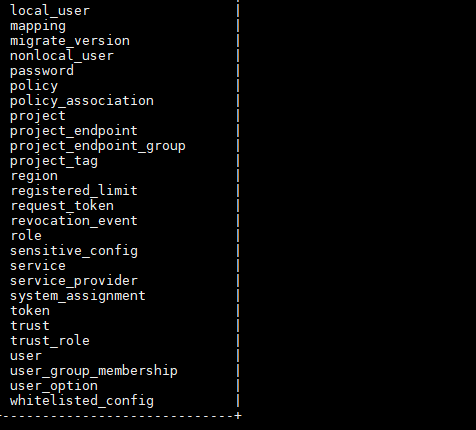 local_user |
mapping |
migrate_version |
nonlocal_user |
password |
policy |
policy_association |
project |
project_endpoint |
project_endpoint_group |
project_tag |
region |
registered_limit |
request_token |
revocation_event |
role |
sensitive_config |
service |
service_provider |
system_assignment |
token |
trust |
trust_role |
user |
user_group_membership |
user_option |
whitelisted_config |
+-----------------------------+